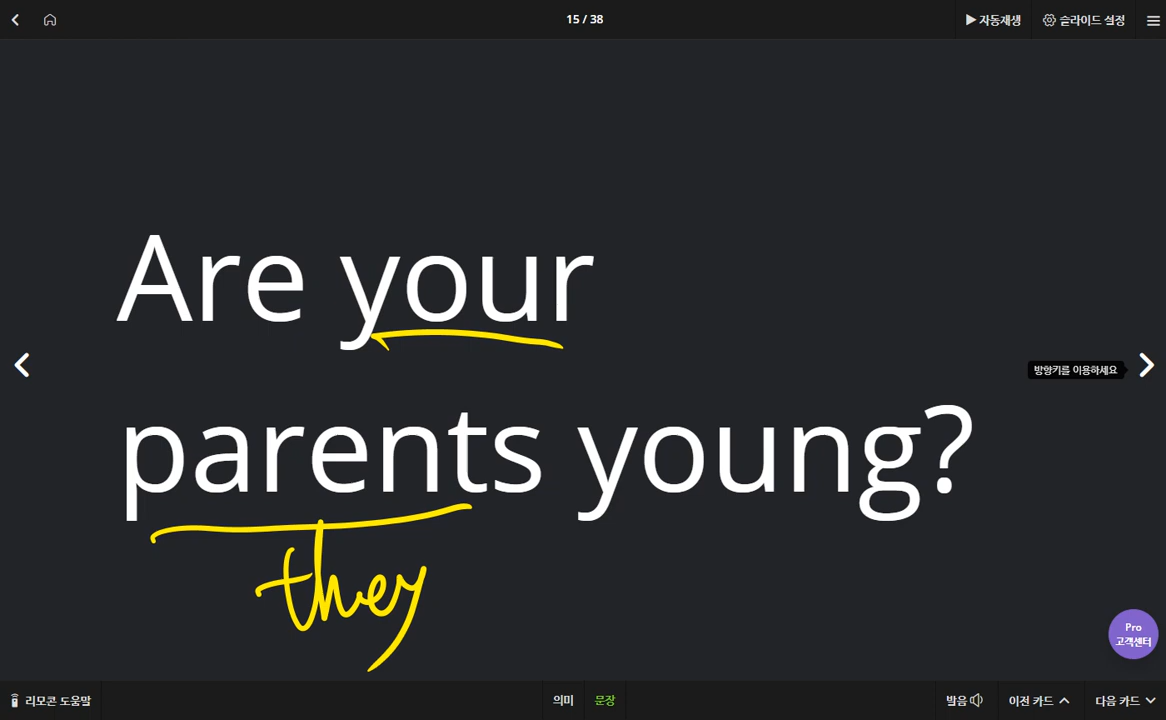 15 / 38
자동재생
슬라이드 설정
Are your
방향키를 이용하세요
parents young?
they
Pro
고객센터
리모콘 도움말
의미
문장
발음
이전 카드
다음 카드